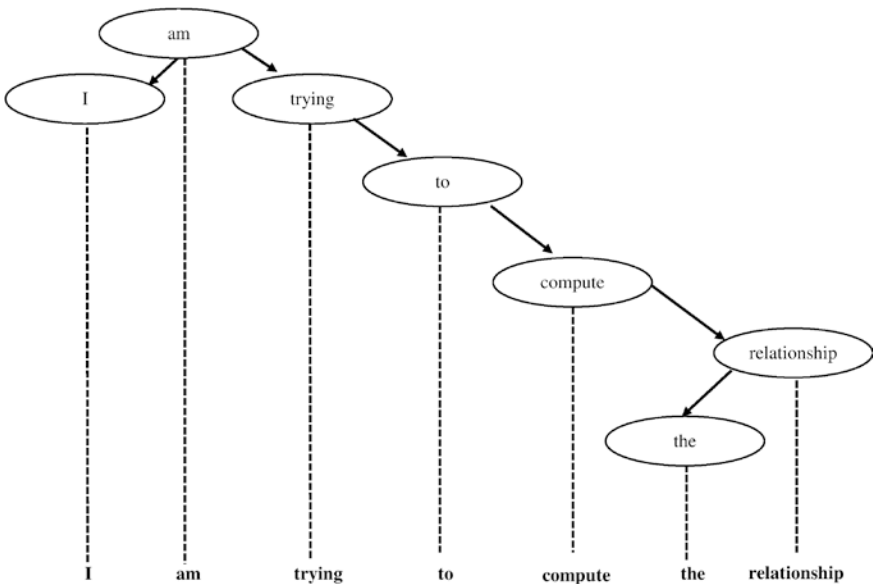 am
I
trying
to
compute
relationship
the
I am trying to compute the relationship